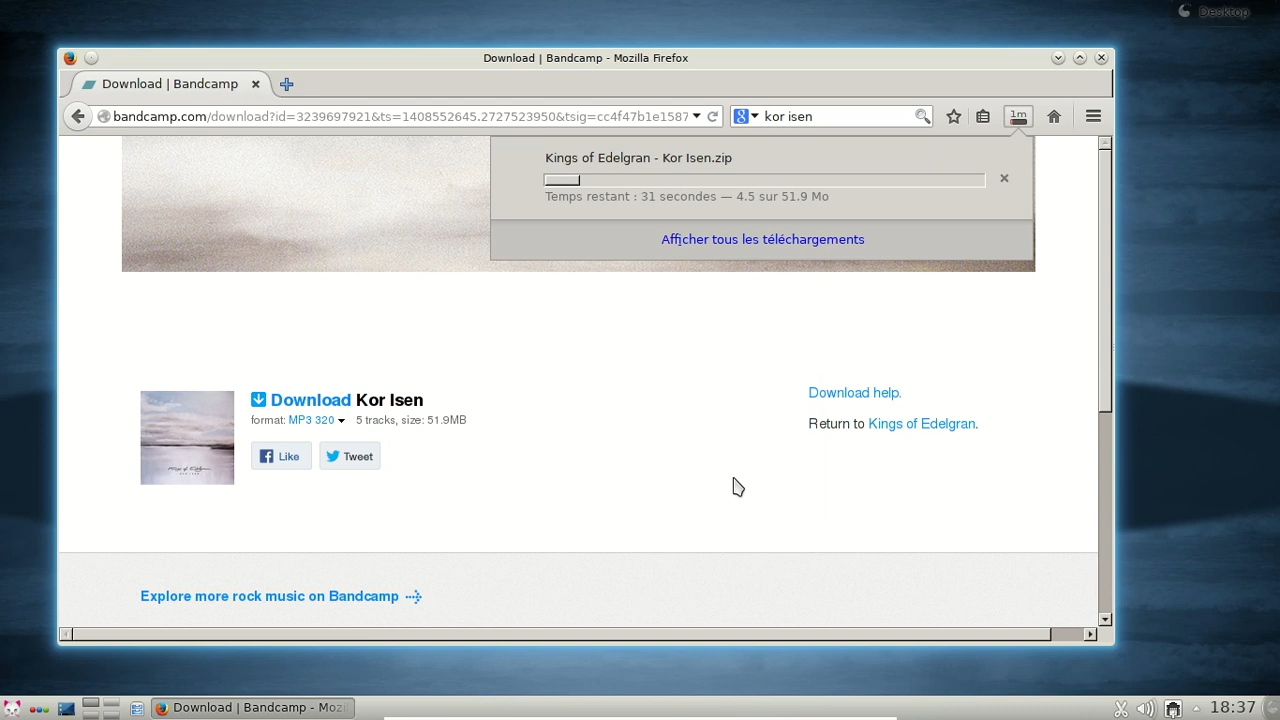 Desktop
Download | Bandcamp - Mozilla Firefox
Download | Bandcamp
bandcamp.com/download?id=3239697921&ts=1408552645.2727523950&tsig=cc4f47b1e1587
kor isen
1m
Kings of Edelgran - Kor Isen.zip
Temps restant : 31 secondes — 4.5 sur 51.9 Mo
Afficher tous les téléchargements
Download Kor Isen
format: MP3 320 5 tracks, size: 51.9MB
Like
Tweet
Download help.
Return to Kings of Edelgran.
Explore more rock music on Bandcamp
Download | Bandcamp - Mozi
18:37